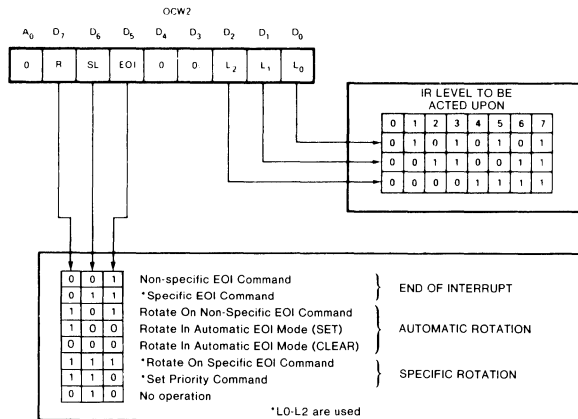 OCW2
A0 D7 D6 D5 D4 D3 D2 D1 D0
0 R SL EOI 0 0 L2 L1 L0
IR LEVEL TO BE
ACTED UPON
0 1 2 3 4 5 6 7
0 1 0 1 0 1 0 1
0 0 1 1 0 0 1 1
0 0 0 0 1 1 1 1
0 0 1 Non-specific EOI Command
0 1 1 *Specific EOI Command
END OF INTERRUPT
1 0 1 Rotate On Non-Specific EOI Command
1 0 0 Rotate In Automatic EOI Mode (SET)
0 0 0 Rotate In Automatic EOI Mode (CLEAR)
AUTOMATIC ROTATION
1 1 1 *Rotate On Specific EOI Command
1 1 0 *Set Priority Command
SPECIFIC ROTATION
0 1 0 No operation
*L0-L2 are used